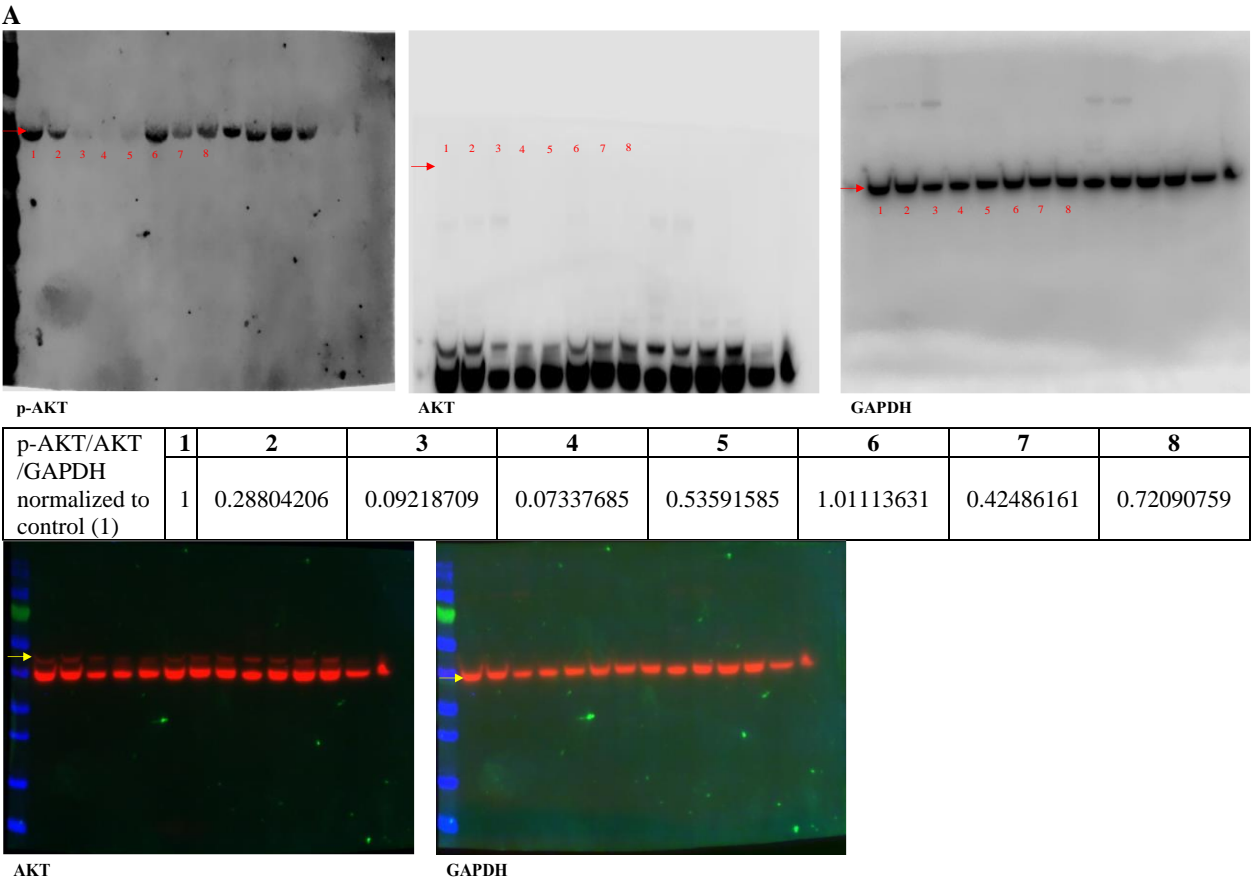 A
1 2 3 4 5 6 7 8
1 2 3 4 5 6 7 8
1 2 3 4 5 6 7 8
p-AKT
AKT
GAPDH
p-AKT/AKT 1 2 3 4 5 6 7 8
/GAPDH
normalized to 1 0.28804206 0.09218709 0.07337685 0.53591585 1.01113631 0.42486161 0.72090759
control (1)
AKT
GAPDH